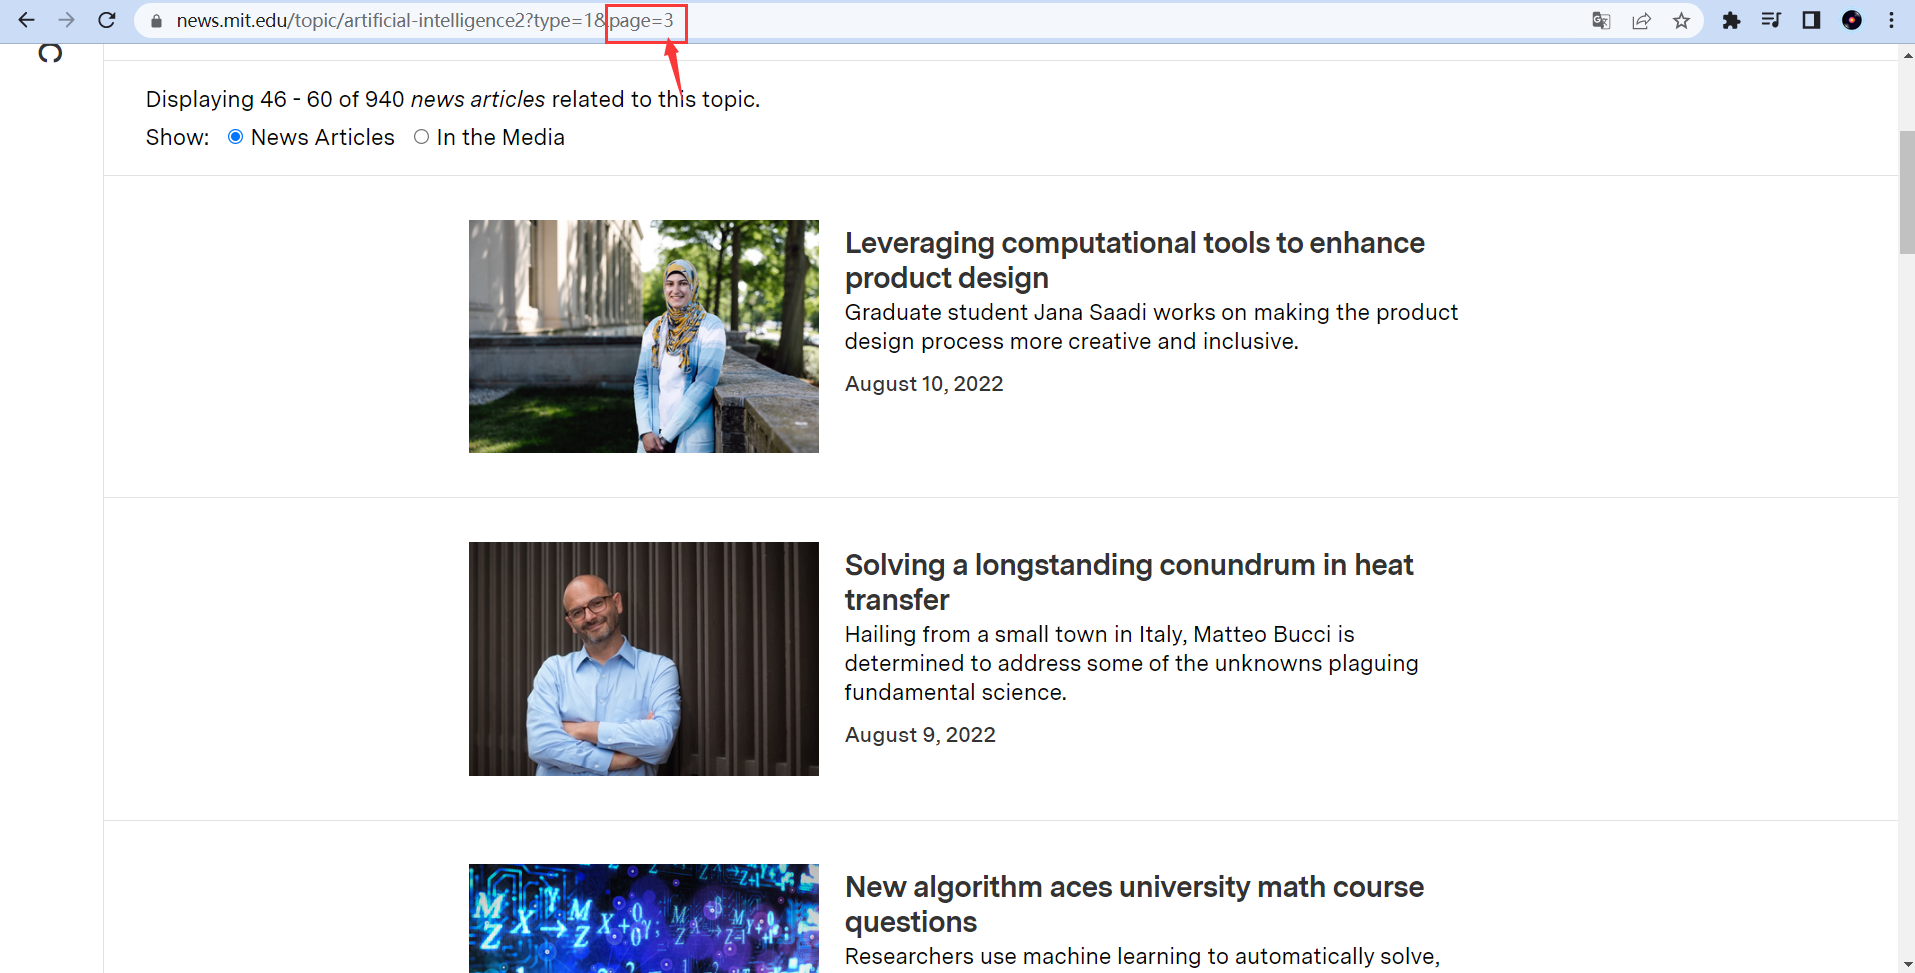 news.mit.edu/topic/artificial-intelligence2?type=1&page=3
Displaying 46 - 60 of 940 news articles related to this topic.
Show: News Articles In the Media
Leveraging computational tools to enhance
product design
Graduate student Jana Saadi works on making the product
design process more creative and inclusive.
August 10, 2022
Solving a longstanding conundrum in heat
transfer
Hailing from a small town in Italy, Matteo Bucci is
determined to address some of the unknowns plaguing
fundamental science.
August 9, 2022
New algorithm aces university math course
questions
Researchers use machine learning to automatically solve,